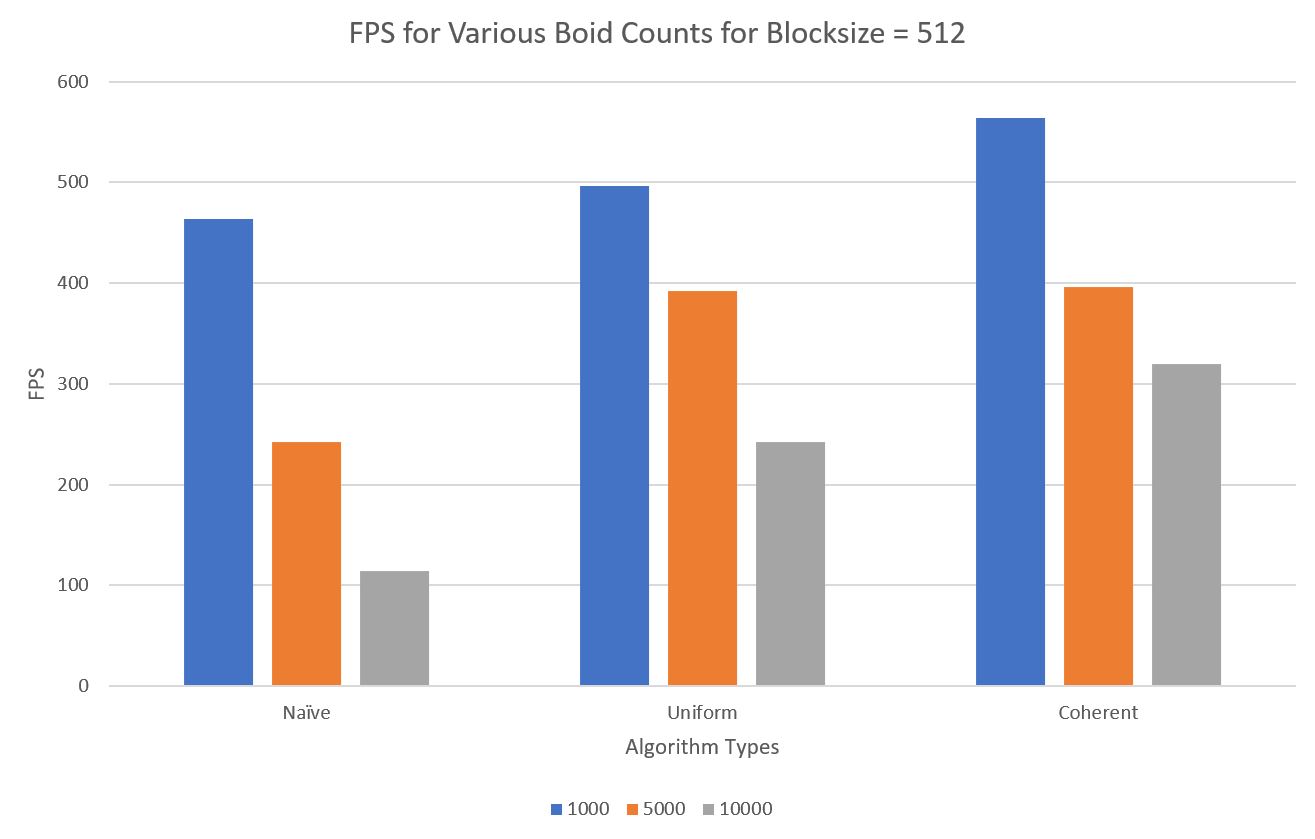 FPS for Various Boid Counts for Blocksize = 512
600
500
400
300
200
100
0
FPS
Naïve Uniform Coherent
Algorithm Types
1000 5000 10000